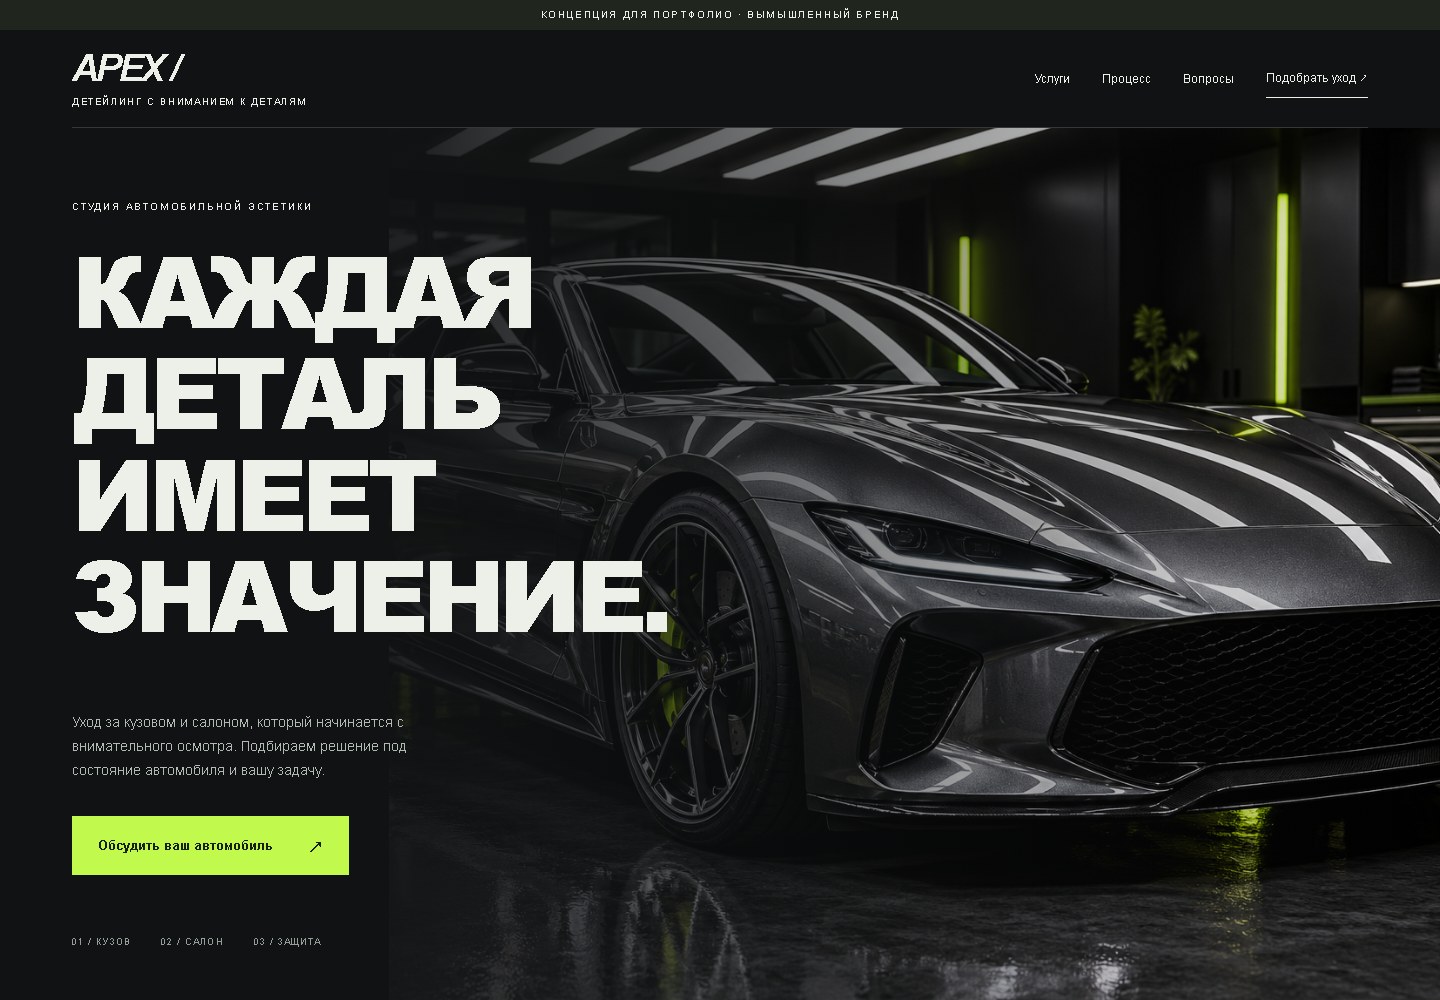 КОНЦЕПЦИЯ ДЛЯ ПОРТФОЛИО · ВЫМЫШЛЕННЫЙ БРЕНД
APEX/
ДЕТЕЙЛИНГ С ВНИМАНИЕМ К ДЕТАЛЯМ
Услуги Процесс Вопросы Подобрать уход ↗
СТУДИЯ АВТОМОБИЛЬНОЙ ЭСТЕТИКИ
КАЖДАЯ
ДЕТАЛЬ
ИМЕЕТ
ЗНАЧЕНИЕ.
Уход за кузовом и салоном, который начинается с
внимательного осмотра. Подбираем решение под
состояние автомобиля и вашу задачу.
Обсудить ваш автомобиль ↗
01 / КУЗОВ 02 / САЛОН 03 / ЗАЩИТА